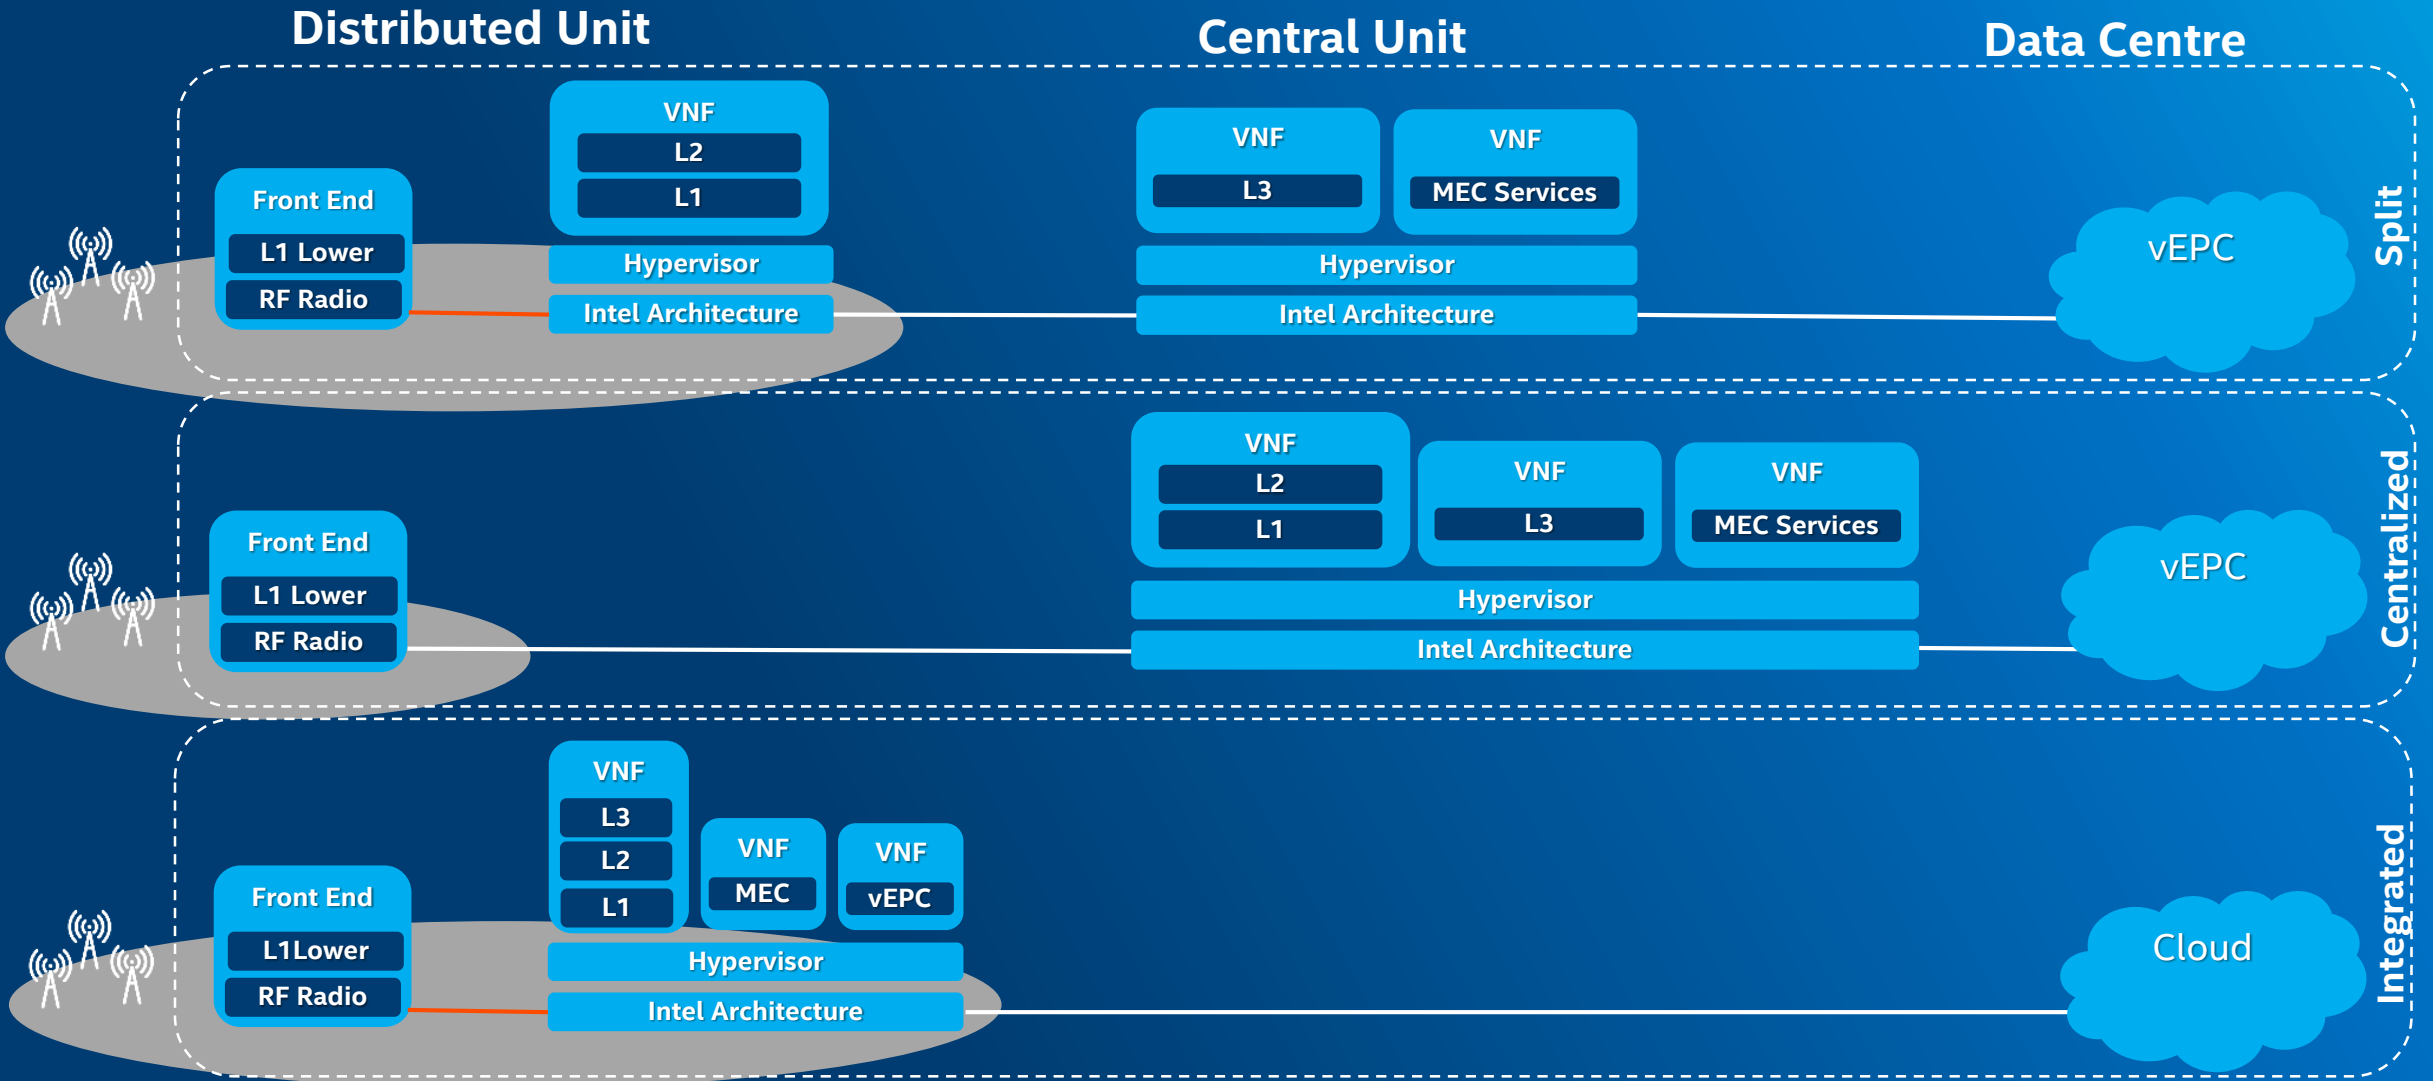 Distributed Unit
Central Unit
Data Centre
VNF
L2
L1
Front End
L1 Lower
RF Radio
Hypervisor
Intel Architecture
VNF
L3
VNF
MEC Services
Hypervisor
Intel Architecture
vEPC
Split
Front End
L1 Lower
RF Radio
VNF
L2
L1
VNF
L3
VNF
MEC Services
Hypervisor
Intel Architecture
vEPC
Centralized
Front End
L1Lower
RF Radio
VNF
L3
L2
L1
VNF
MEC
VNF
vEPC
Hypervisor
Intel Architecture
Cloud
Integrated